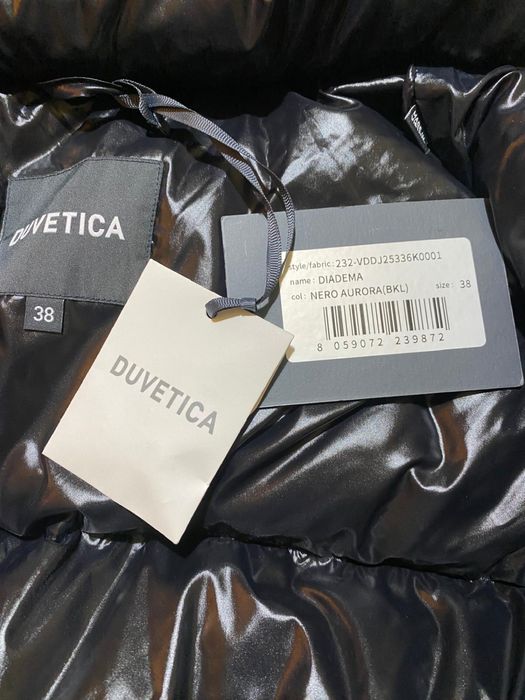 DUVETICA
38
DUVETICA
style/fabric : 232-VDDJ25336K0001
name : DIADEMA
col : NERO AURORA(BKL) size : 38
8 059072 239872